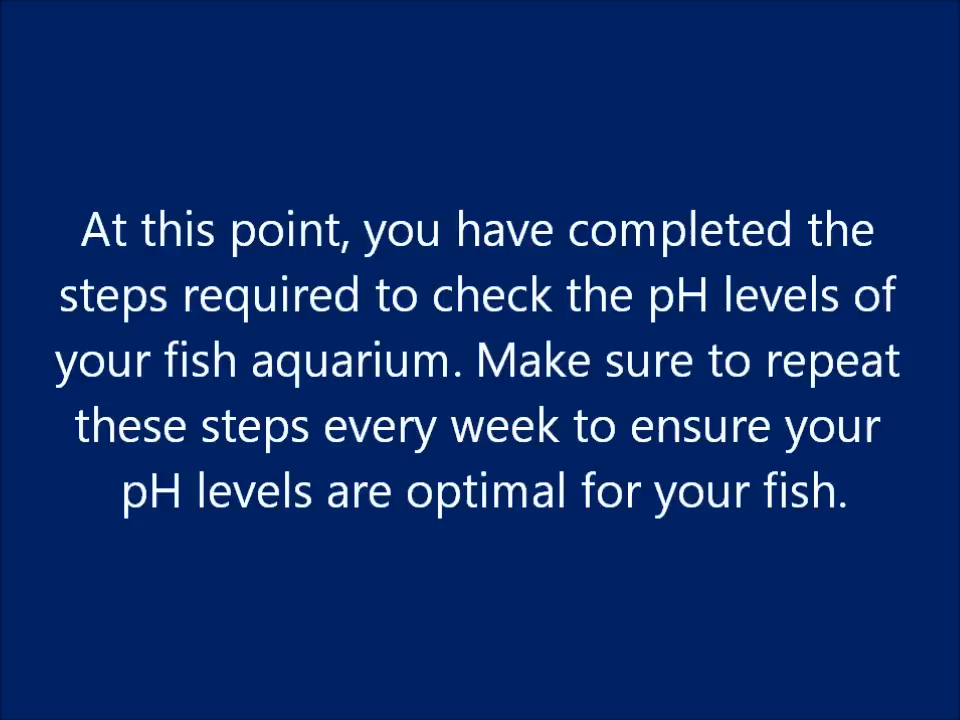 At this point, you have completed the
steps required to check the pH levels of
your fish aquarium. Make sure to repeat
these steps every week to ensure your
pH levels are optimal for your fish.